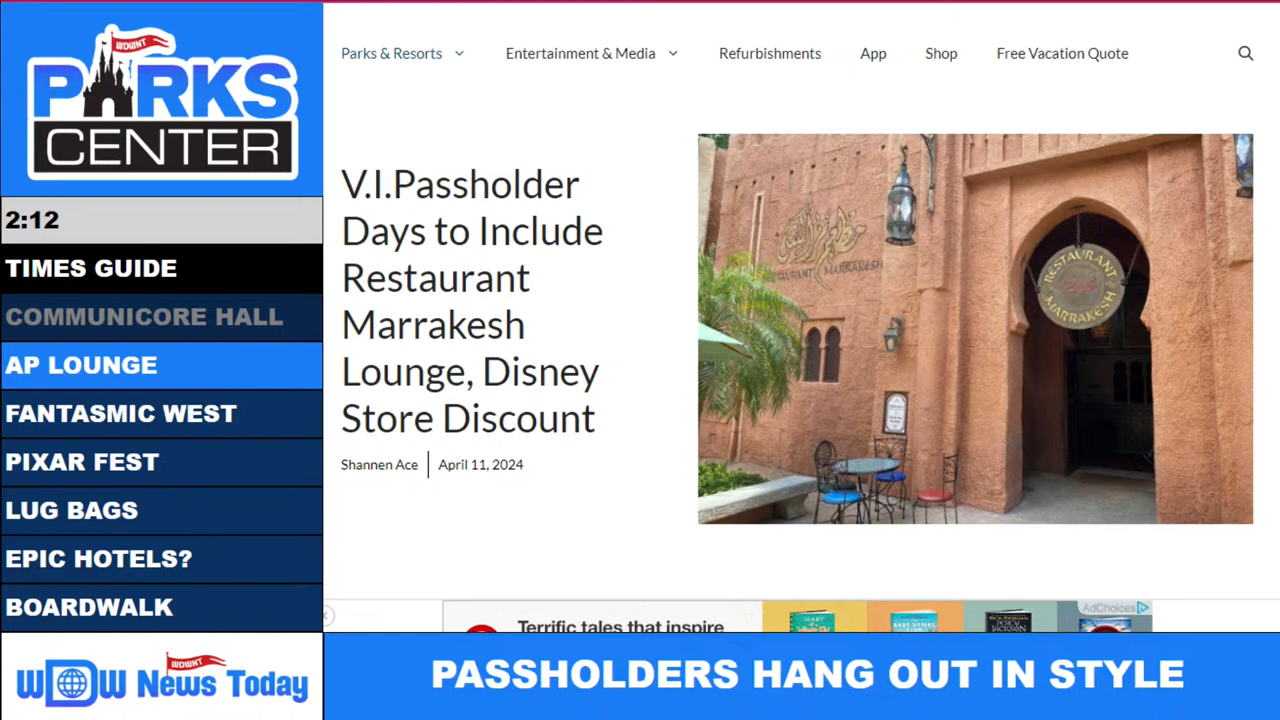 WDWNT
PARKS
CENTER
2:12
TIMES GUIDE
COMMUNICORE HALL
AP LOUNGE
FANTASMIC WEST
PIXAR FEST
LUG BAGS
EPIC HOTELS?
BOARDWALK
WDWNT
WDW News Today
Parks & Resorts
Entertainment & Media
Refurbishments
App
Shop
Free Vacation Quote
V.I.Passholder
Days to Include
Restaurant
Marrakesh
Lounge, Disney
Store Discount
Shannen Ace
April 11, 2024
RESTAURANT MARRAKESH
RESTAURANT
MARRAKESH
Terrific tales that inspire
AdChoices
PASSHOLDERS HANG OUT IN STYLE